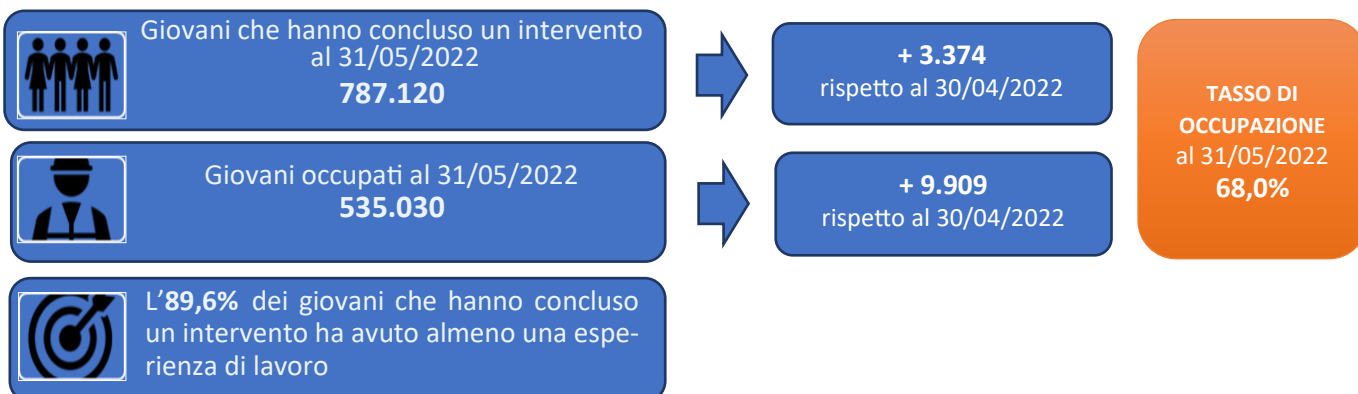 Giovani che hanno concluso un intervento
al 31/05/2022
787.120
+ 3.374
rispetto al 30/04/2022
Giovani occupati al 31/05/2022
535.030
+ 9.909
rispetto al 30/04/2022
TASSO DI
OCCUPAZIONE
al 31/05/2022
68,0%
L'89,6% dei giovani che hanno concluso
un intervento ha avuto almeno una espe-
rienza di lavoro